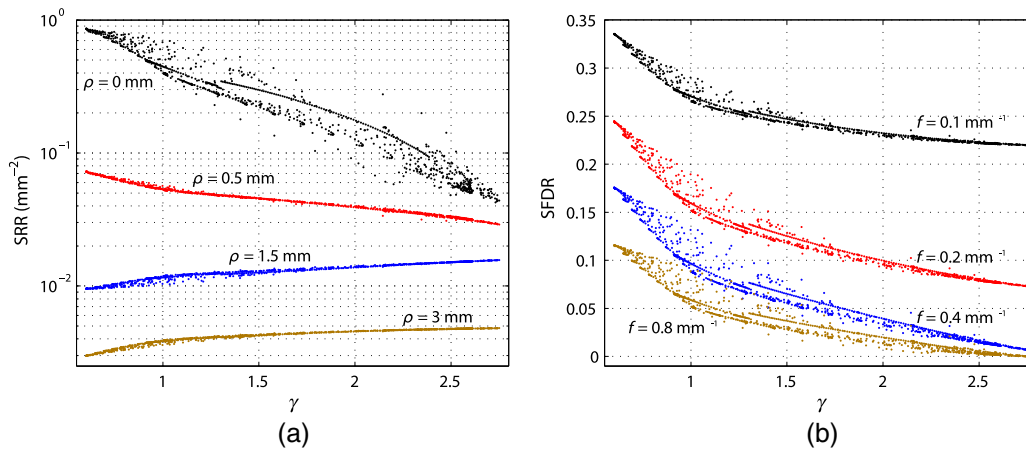 10⁰
10⁻¹
10⁻²
SRR (mm⁻²)
ρ = 0 mm
ρ = 0.5 mm
ρ = 1.5 mm
ρ = 3 mm
1 1.5 2 2.5
γ
(a)
0.35
0.3
0.25
0.2
0.15
0.1
0.05
0
SFDR
f = 0.1 mm ⁻¹
f = 0.2 mm ⁻¹
f = 0.4 mm ⁻¹
f = 0.8 mm ⁻¹
1 1.5 2 2.5
γ
(b)